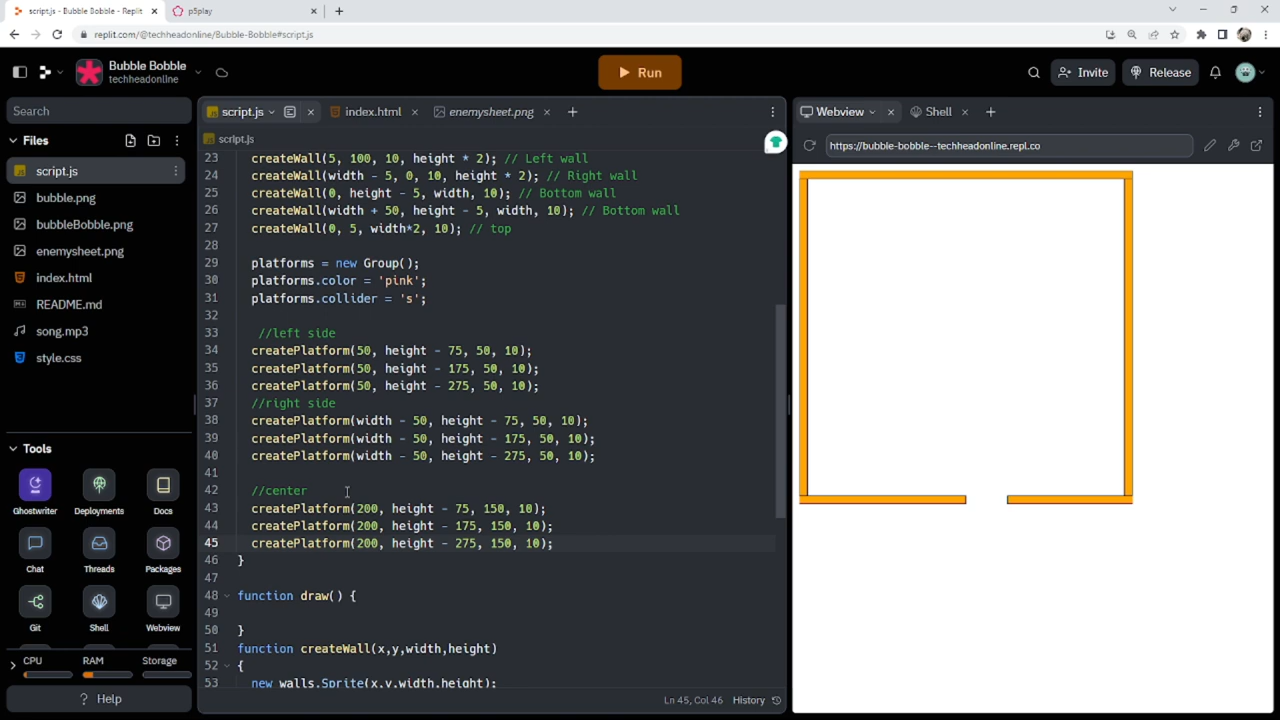 script.js - Bubble Bobble - Replit
p5play
replit.com/@techheadonline/Bubble-Bobble#script.js
Bubble Bobble
techheadonline
Run
Invite
Release
Search
Files
script.js
bubble.png
bubbleBobble.png
enemysheet.png
index.html
README.md
song.mp3
style.css
Tools
Ghostwriter
Deployments
Docs
Chat
Threads
Packages
Git
Shell
Webview
CPU
RAM
Storage
? Help
script.js
index.html
enemysheet.png
script.js
23 createWall(5, 100, 10, height * 2); // Left wall
24 createWall(width - 5, 0, 10, height * 2); // Right wall
25 createWall(0, height - 5, width, 10); // Bottom wall
26 createWall(width + 50, height - 5, width, 10); // Bottom wall
27 createWall(0, 5, width*2, 10); // top
28
29 platforms = new Group();
30 platforms.color = 'pink';
31 platforms.collider = 's';
32
33 //left side
34 createPlatform(50, height - 75, 50, 10);
35 createPlatform(50, height - 175, 50, 10);
36 createPlatform(50, height - 275, 50, 10);
37 //right side
38 createPlatform(width - 50, height - 75, 50, 10);
39 createPlatform(width - 50, height - 175, 50, 10);
40 createPlatform(width - 50, height - 275, 50, 10);
41
42 //center
43 createPlatform(200, height - 75, 150, 10);
44 createPlatform(200, height - 175, 150, 10);
45 createPlatform(200, height - 275, 150, 10);
46 }
47
48 function draw() {
49
50 }
51 function createWall(x,y,width,height)
52 {
53 new walls.Sprite(x,y,width,height);
Ln 45, Col 46
History
Webview
Shell
https://bubble-bobble--techheadonline.repl.co